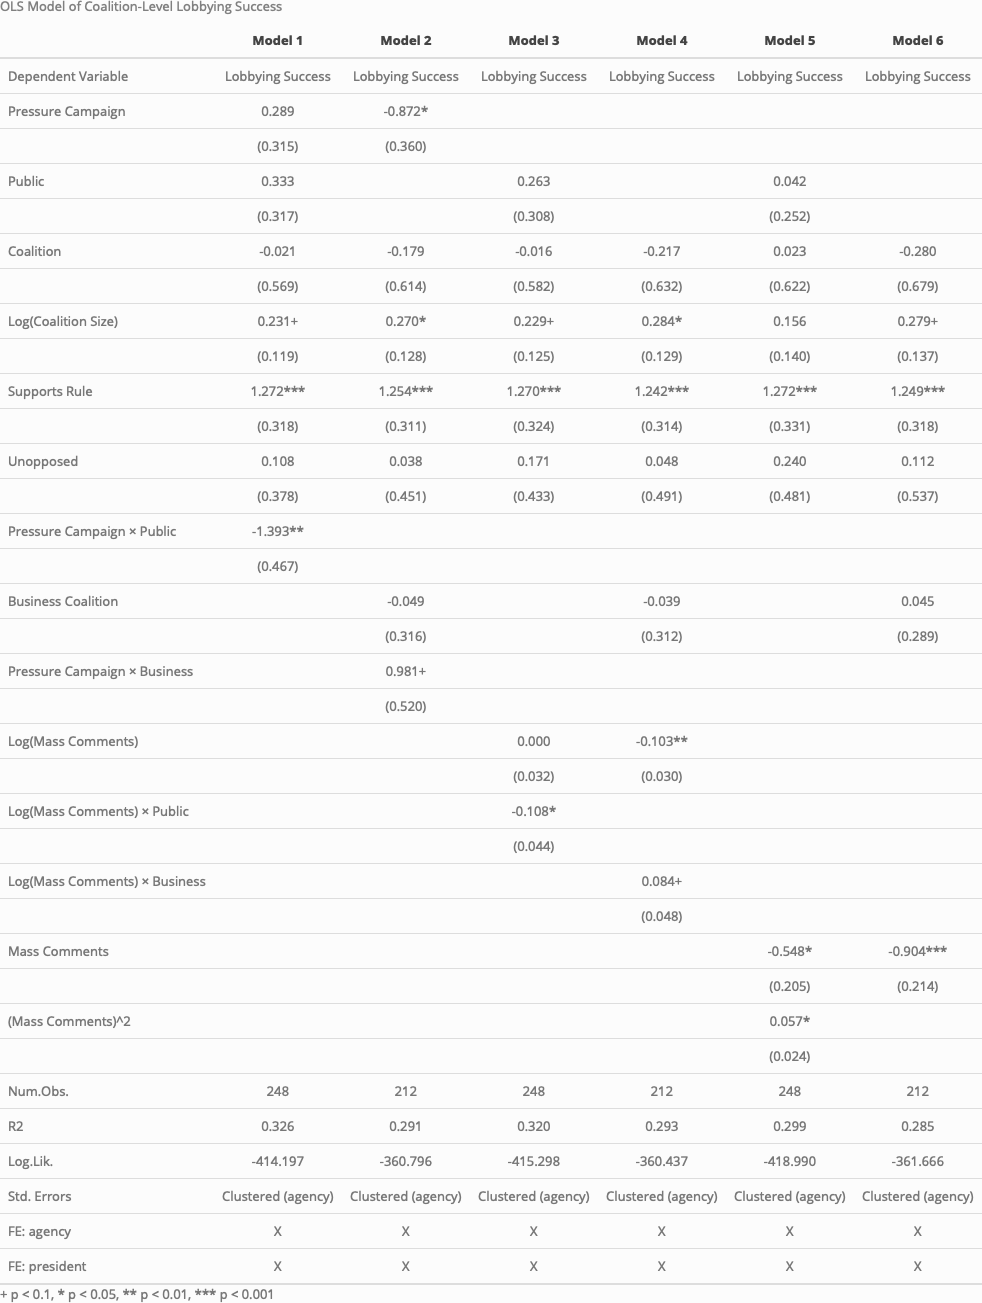 OLS Model of Coalition-Level Lobbying Success
Model 1 Model 2 Model 3 Model 4 Model 5 Model 6
Dependent Variable Lobbying Success Lobbying Success Lobbying Success Lobbying Success Lobbying Success Lobbying Success
Pressure Campaign 0.289 -0.872*
(0.315) (0.360)
Public 0.333 0.263 0.042
(0.317) (0.308) (0.252)
Coalition -0.021 -0.179 -0.016 -0.217 0.023 -0.280
(0.569) (0.614) (0.582) (0.632) (0.622) (0.679)
Log(Coalition Size) 0.231+ 0.270* 0.229+ 0.284* 0.156 0.279+
(0.119) (0.128) (0.125) (0.129) (0.140) (0.137)
Supports Rule 1.272*** 1.254*** 1.270*** 1.242*** 1.272*** 1.249***
(0.318) (0.311) (0.324) (0.314) (0.331) (0.318)
Unopposed 0.108 0.038 0.171 0.048 0.240 0.112
(0.378) (0.451) (0.433) (0.491) (0.481) (0.537)
Pressure Campaign × Public -1.393**
(0.467)
Business Coalition -0.049 -0.039 0.045
(0.316) (0.312) (0.289)
Pressure Campaign × Business 0.981+
(0.520)
Log(Mass Comments) 0.000 -0.103**
(0.032) (0.030)
Log(Mass Comments) × Public -0.108*
(0.044)
Log(Mass Comments) × Business 0.084+
(0.048)
Mass Comments -0.548* -0.904***
(0.205) (0.214)
(Mass Comments)^2 0.057*
(0.024)
Num.Obs. 248 212 248 212 248 212
R2 0.326 0.291 0.320 0.293 0.299 0.285
Log.Lik. -414.197 -360.796 -415.298 -360.437 -418.990 -361.666
Std. Errors Clustered (agency) Clustered (agency) Clustered (agency) Clustered (agency) Clustered (agency) Clustered (agency)
FE: agency X X X X X X
FE: president X X X X X X
+ p < 0.1, * p < 0.05, ** p < 0.01, *** p < 0.001